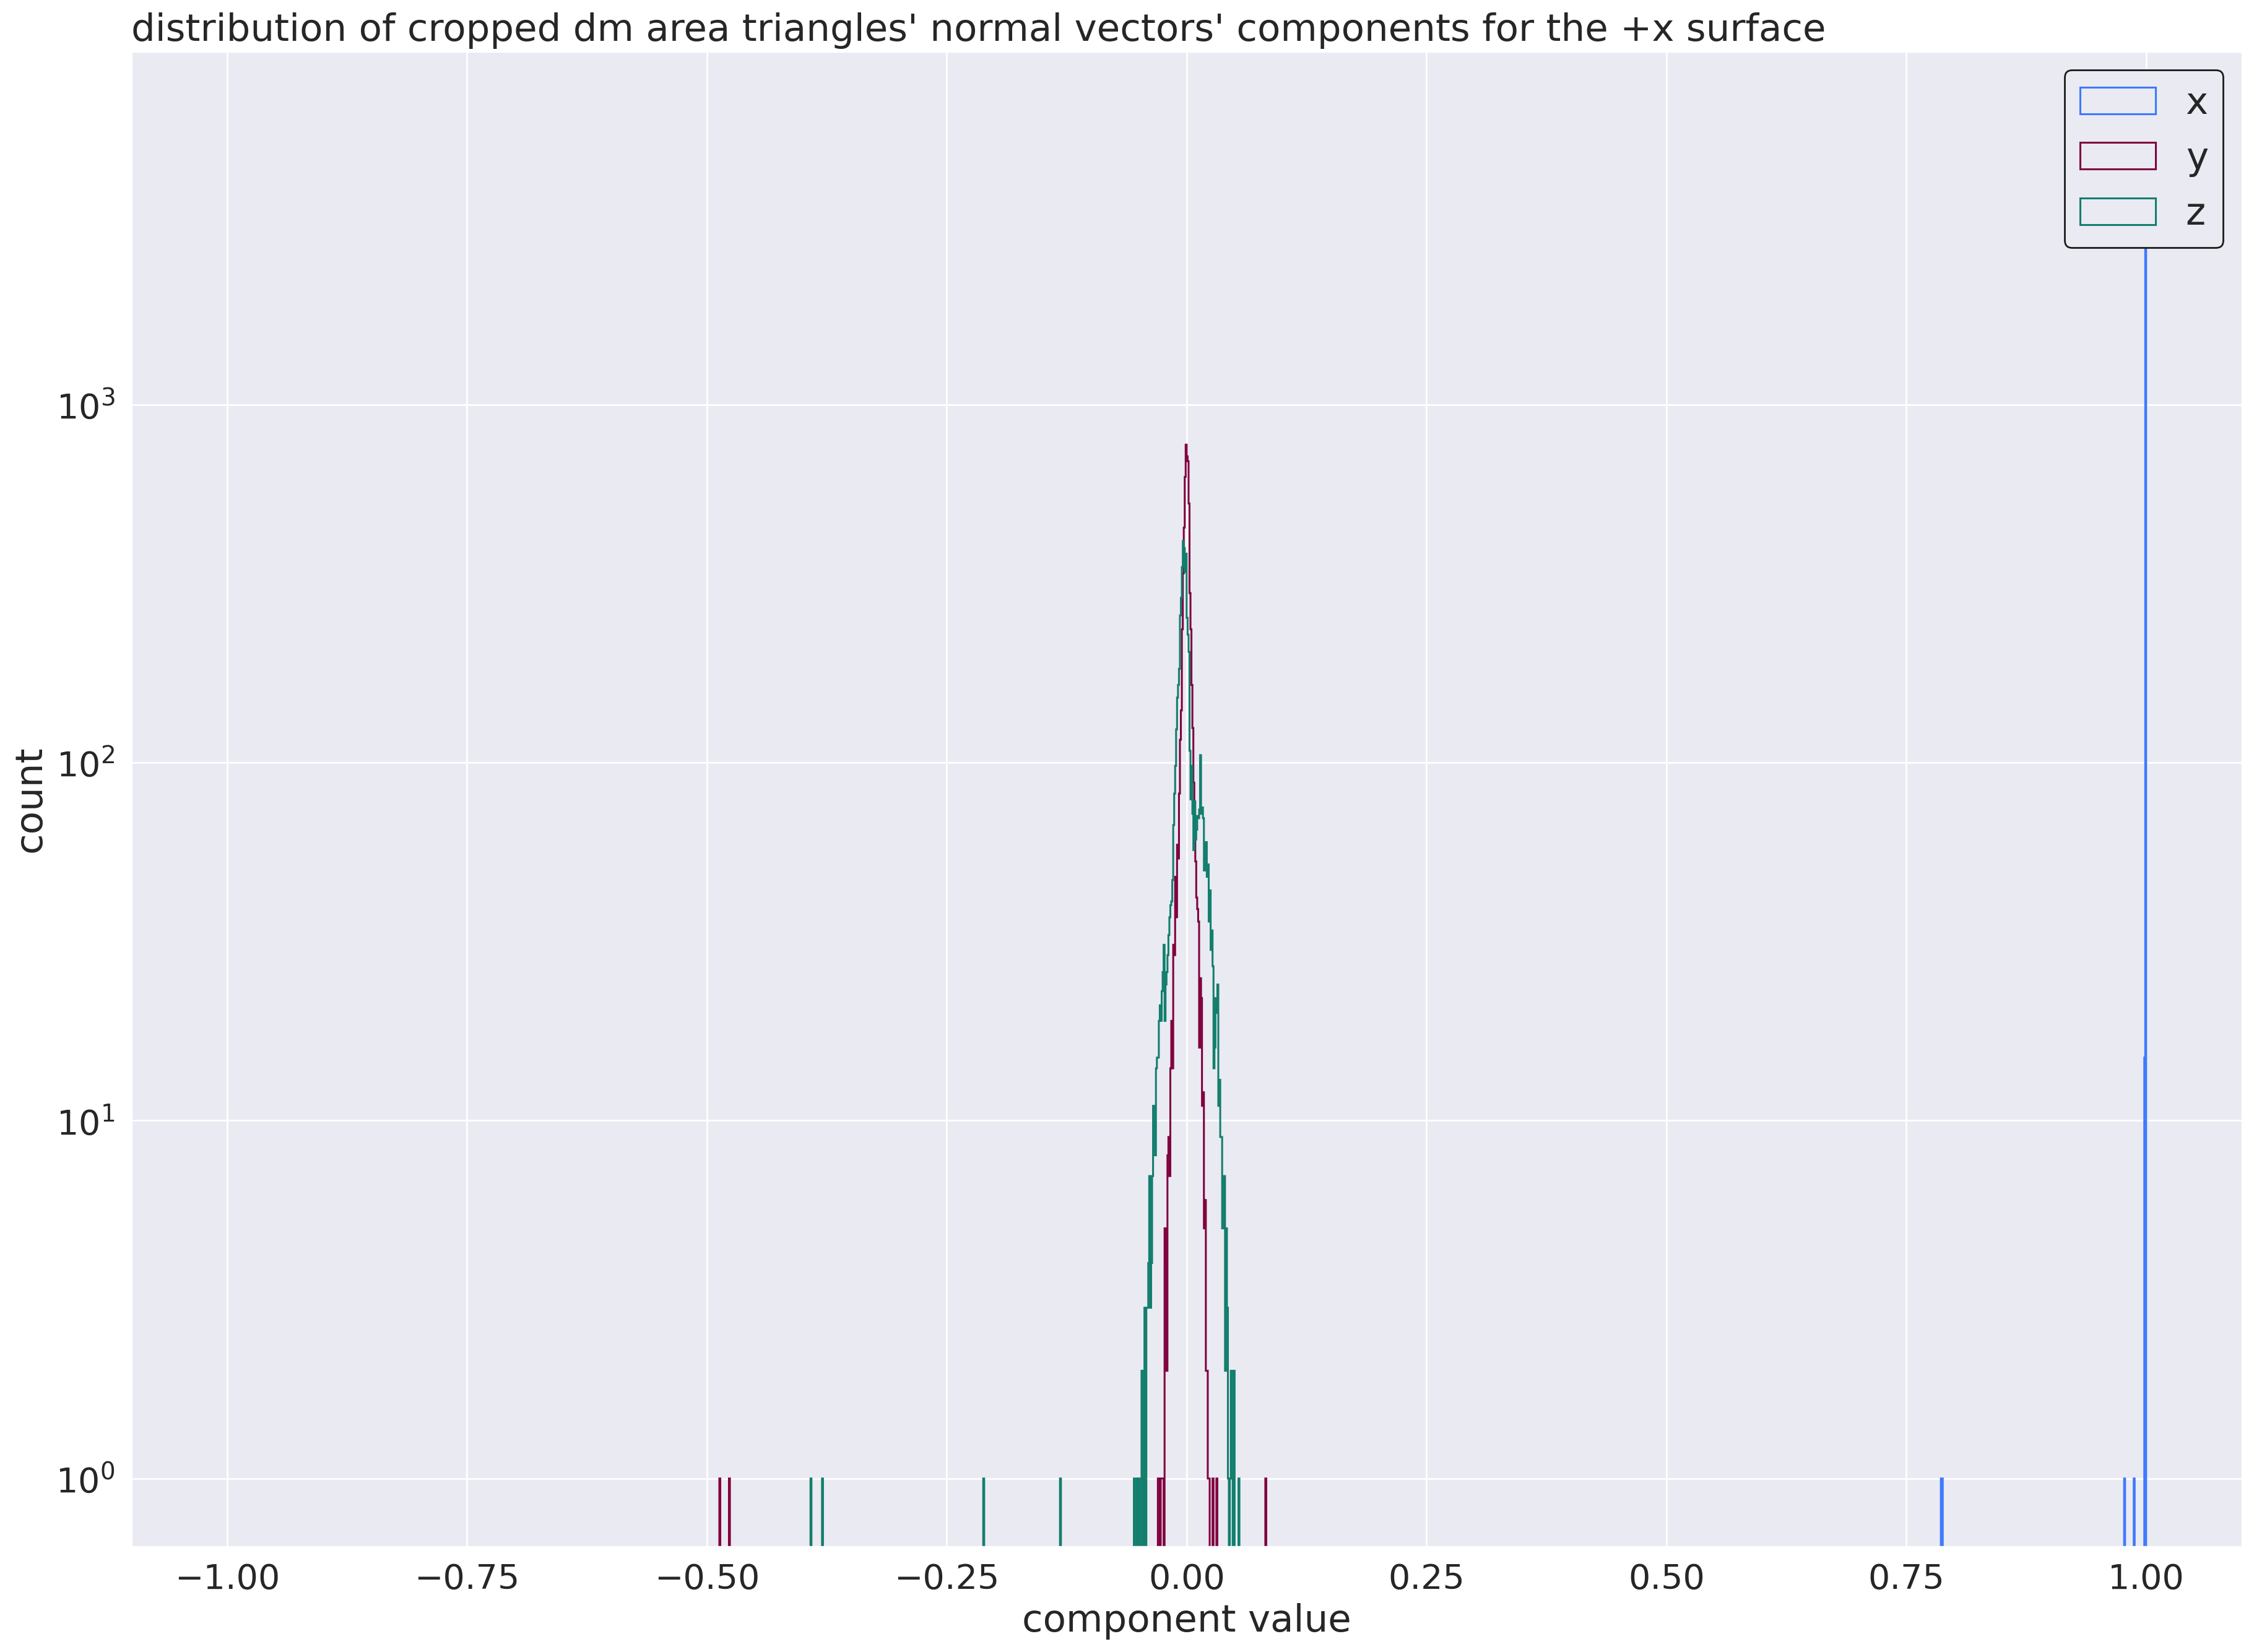 distribution of cropped dm area triangles' normal vectors' components for the +x surface
x
y
z
10³
10²
10¹
10⁰
count
−1.00 −0.75 −0.50 −0.25 0.00 0.25 0.50 0.75 1.00
component value